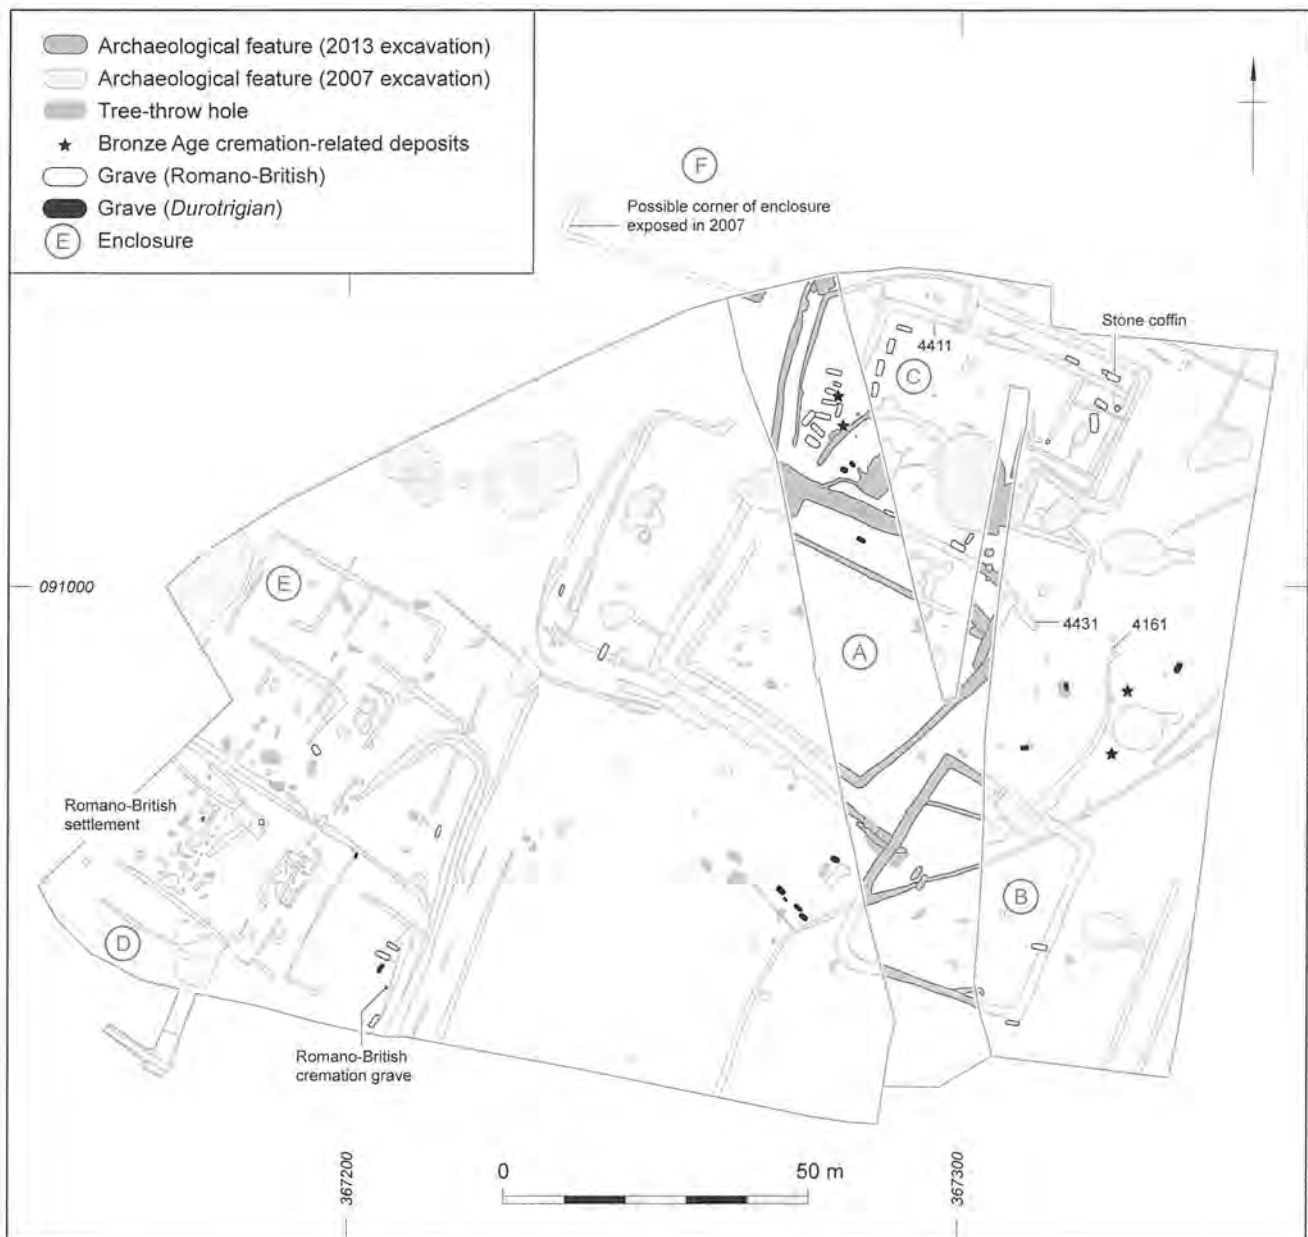 Archaeological feature (2013 excavation)
Archaeological feature (2007 excavation)
Tree-throw hole
Bronze Age cremation-related deposits
Grave (Romano-British)
Grave (Durotrigian)
E Enclosure
F
Possible corner of enclosure
exposed in 2007
Stone coffin
4411
C
E
091000
4431
4161
A
Romano-British
settlement
B
D
Romano-British
cremation grave
367200
0
50 m
367300